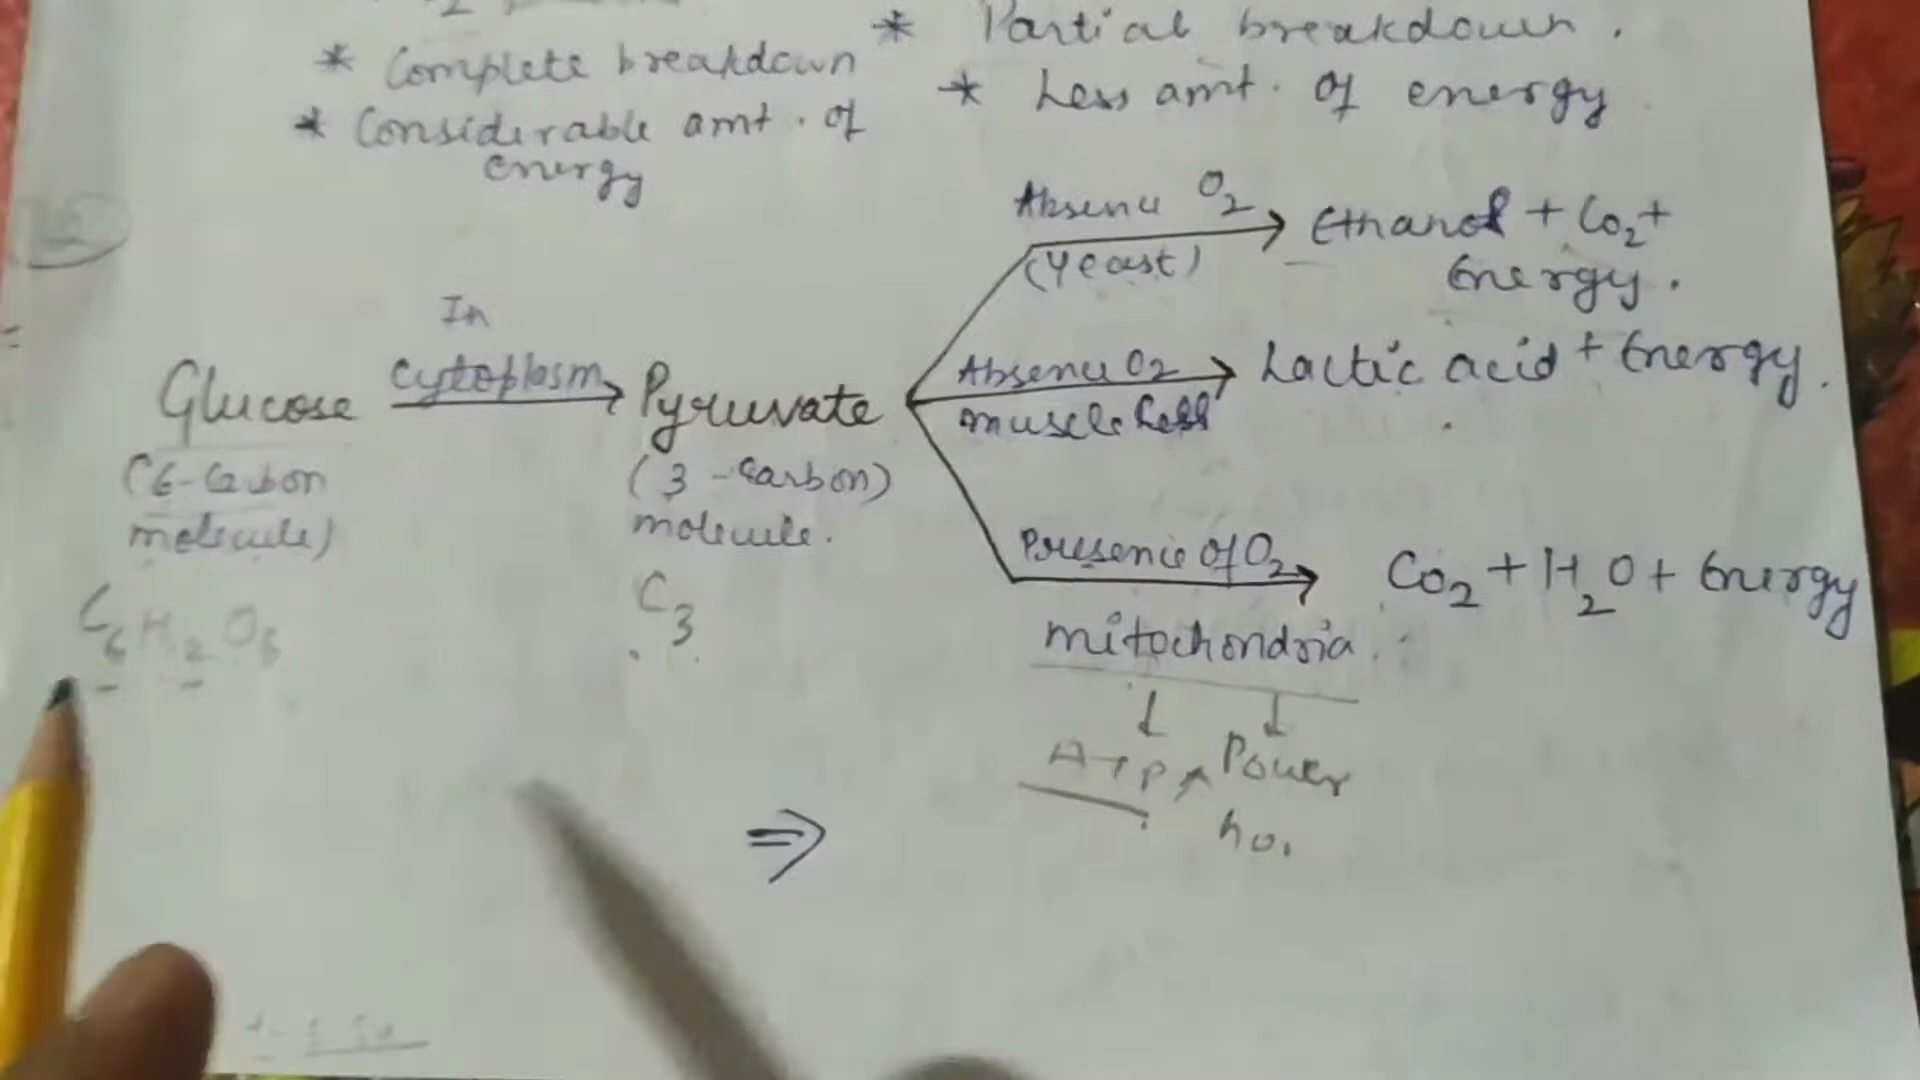 * Complete breakdown
* Considerable amt. of
energy
* Partial breakdown.
* Less amt. of energy
Glucose
(6-Carbon
molecule)
C6H2O6
In
Cytoplasm
Pyruvate
(3-Carbon)
molecule.
C3
Absence O2
(Yeast)
Ethanol + Co2 +
Energy.
Absence O2
muscle Cell
Lactic acid + Energy.
Presence of O2
mitochondria
Co2 + H2O + Energy
ATP
Power
ho.
⇒